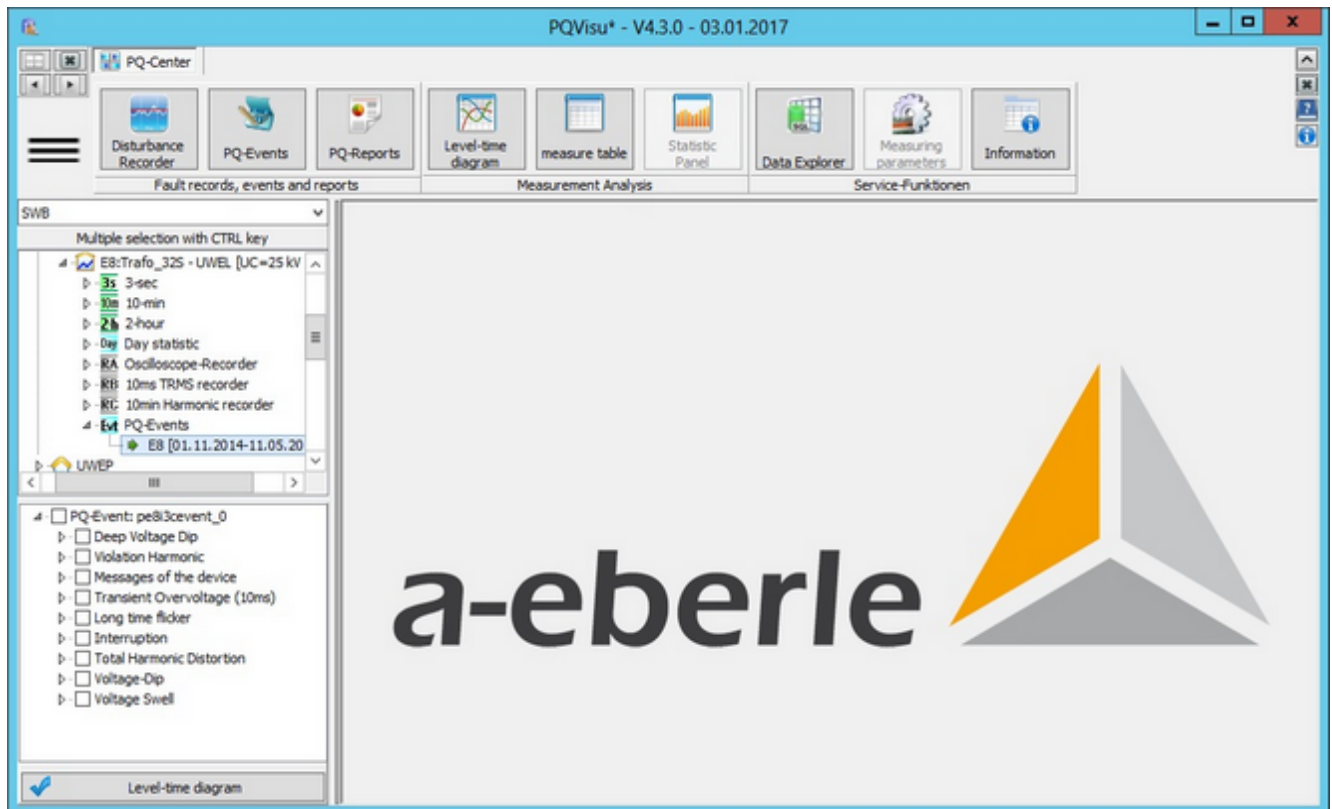 PQVisu* - V4.3.0 - 03.01.2017
PQ-Center
Disturbance
Recorder
PQ-Events
PQ-Reports
Level-time
diagram
measure table
Statistic
Panel
Data Explorer
Measuring
parameters
Information
Fault records, events and reports
Measurement Analysis
Service-Funktionen
SWB
Multiple selection with CTRL key
E8:Trafo_32S - UWEL [UC=25 kV
3s 3-sec
10m 10-min
2h 2-hour
Day Day statistic
RA Oscilloscope-Recorder
RB 10ms TRMS recorder
RC 10min Harmonic recorder
Evt PQ-Events
E8 [01.11.2014-11.05.20
UWEP
PQ-Event: pe8i3cevent_0
Deep Voltage Dip
Violation Harmonic
Messages of the device
Transient Overvoltage (10ms)
Long time flicker
Interruption
Total Harmonic Distortion
Voltage-Dip
Voltage Swell
Level-time diagram
a-eberle